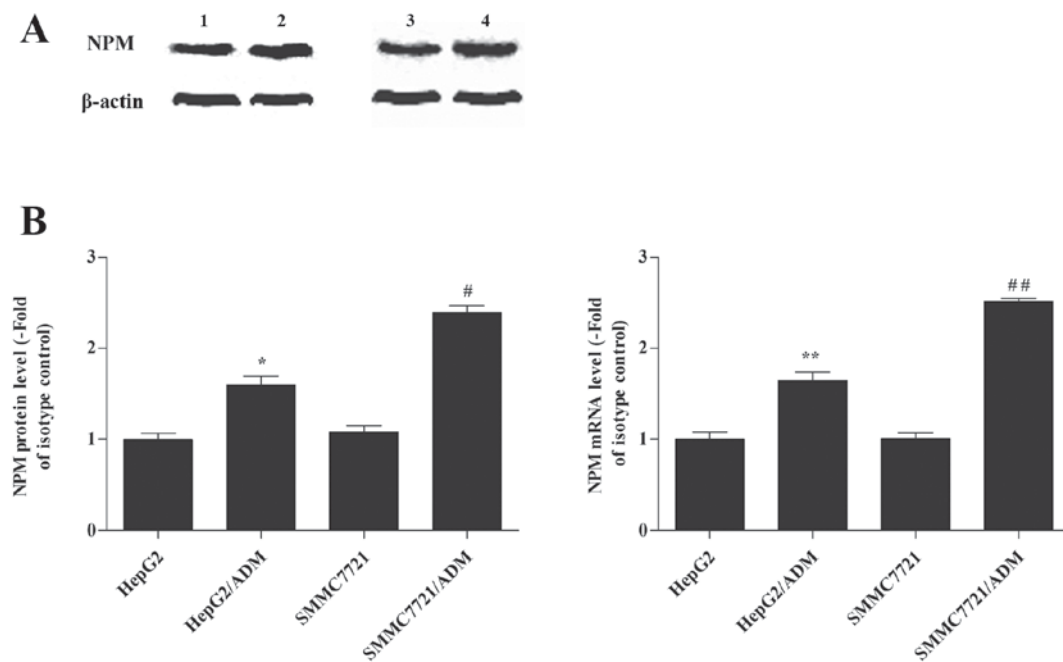 A
1 2 3 4
NPM
β-actin
B
NPM protein level (-Fold
of isotype control)
3
2
1
0
*
#
HepG2
HepG2/ADM
SMMC7721
SMMC7721/ADM
NPM mRNA level (-Fold
of isotype control)
3
2
1
0
**
##
HepG2
HepG2/ADM
SMMC7721
SMMC7721/ADM